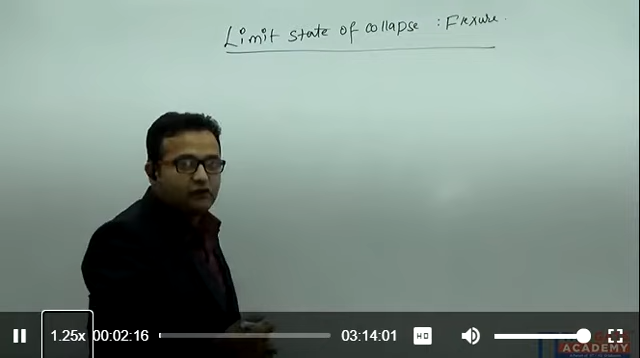 Limit state of collapse : Flexure.
1.25x 00:02:16 03:14:01 HD
ACADEMY